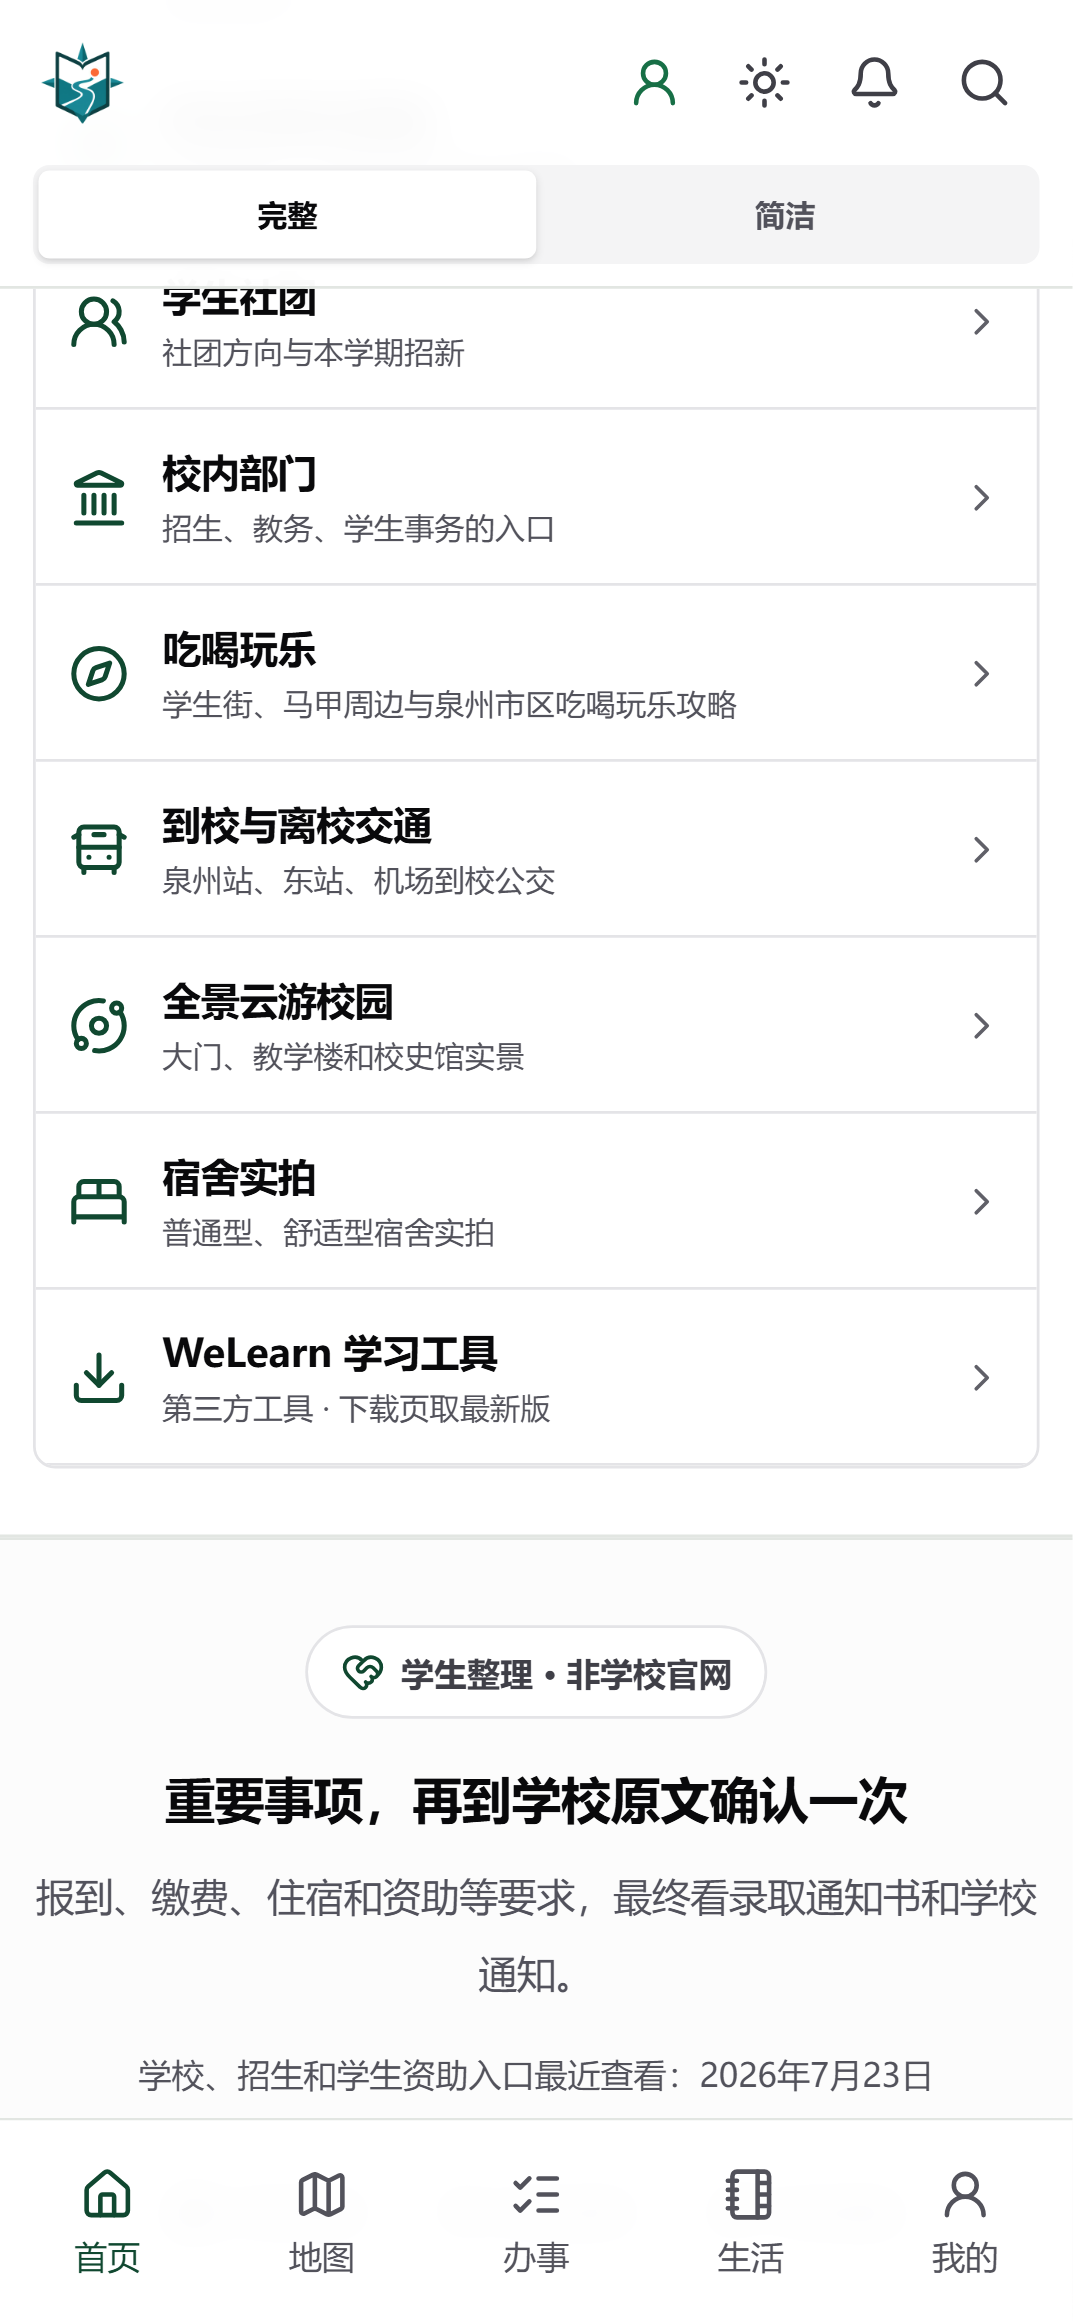 完整
简洁
学生社团
社团方向与本学期招新
校内部门
招生、教务、学生事务的入口
吃喝玩乐
学生街、马甲周边与泉州市区吃喝玩乐攻略
到校与离校交通
泉州站、东站、机场到校公交
全景云游校园
大门、教学楼和校史馆实景
宿舍实拍
普通型、舒适型宿舍实拍
WeLearn 学习工具
第三方工具 · 下载页取最新版
学生整理 • 非学校官网
重要事项，再到学校原文确认一次
报到、缴费、住宿和资助等要求，最终看录取通知书和学校
通知。
学校、招生和学生资助入口最近查看：2026年7月23日
首页
地图
办事
生活
我的